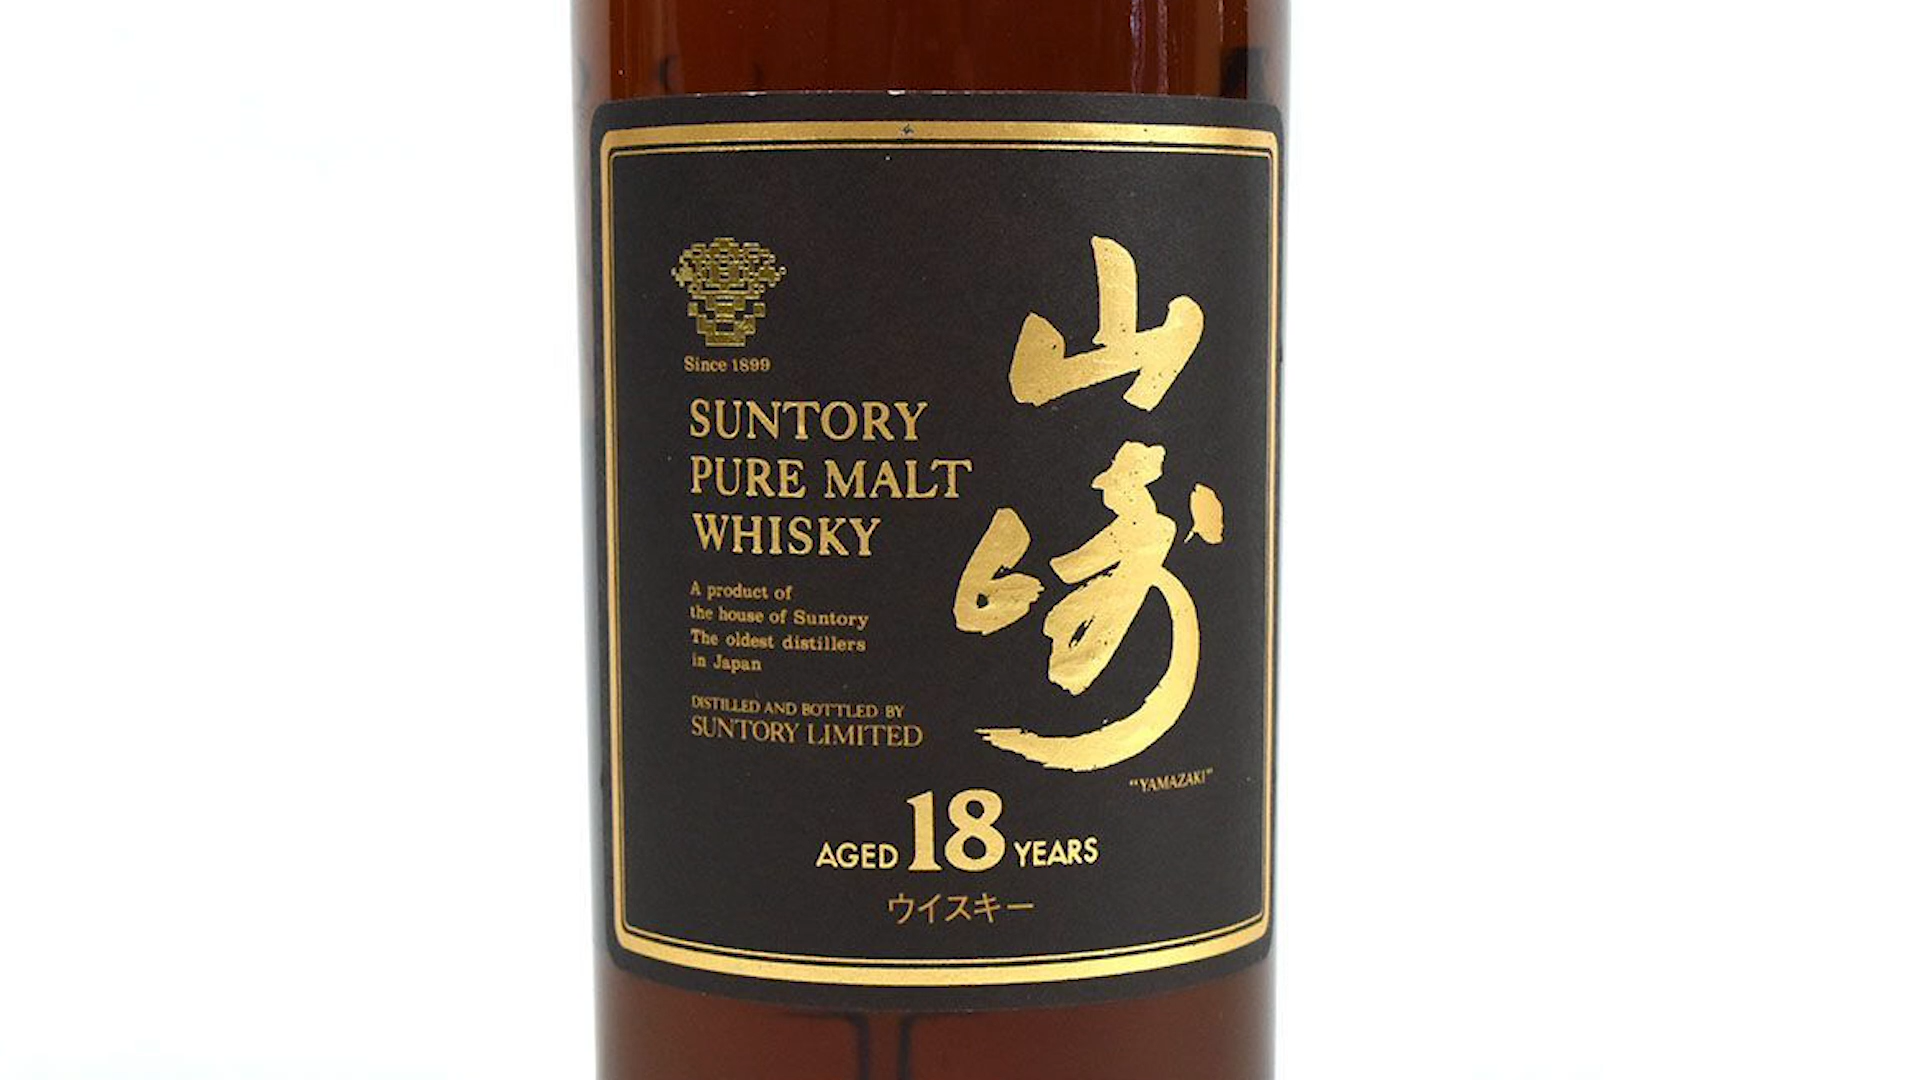 Since 1899
SUNTORY
PURE MALT
WHISKY
A product of
the house of Suntory
The oldest distillers
in Japan
DISTILLED AND BOTTLED BY
SUNTORY LIMITED
山崎
"YAMAZAKI"
AGED 18 YEARS
ウイスキー